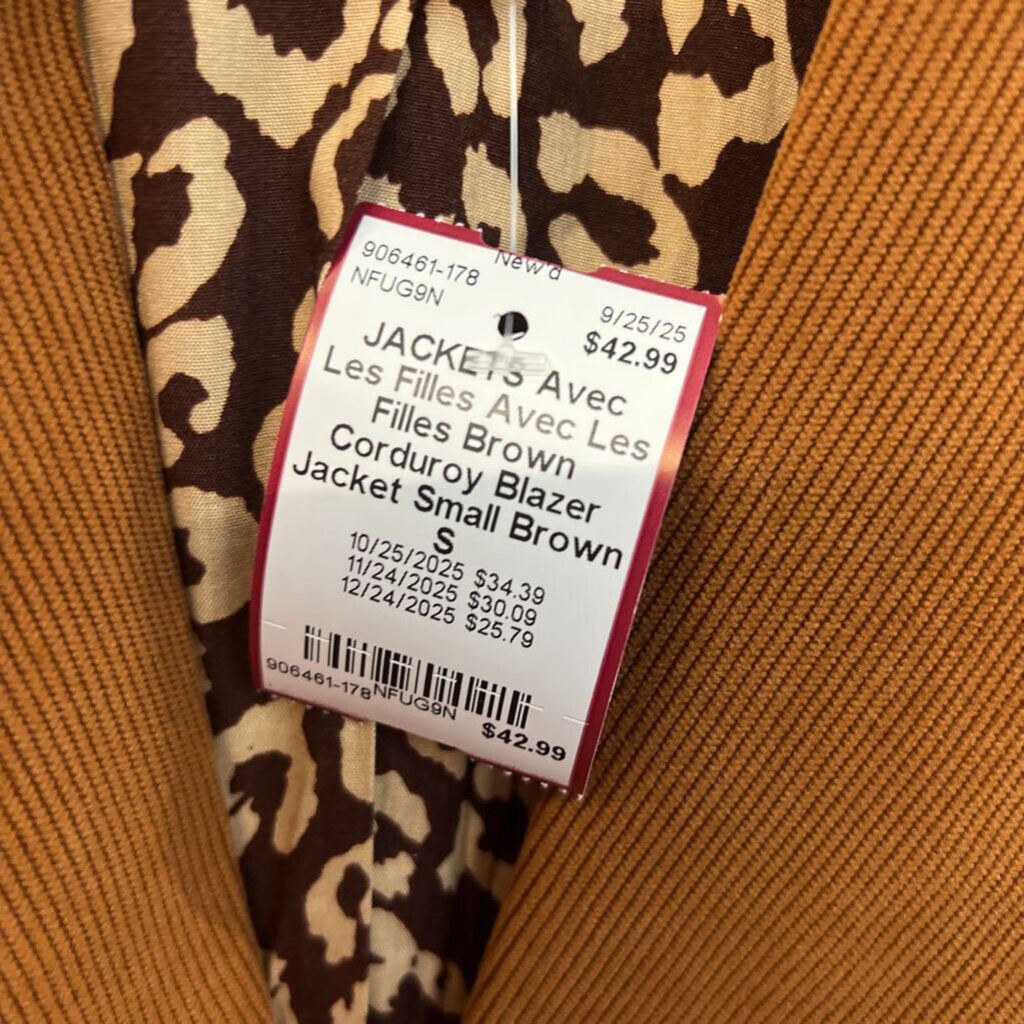 New'd
906461-178
NFUG9N
9/25/25
$42.99
JACKETS Avec
Les Filles Avec Les
Filles Brown
Corduroy Blazer
Jacket Small Brown
S
10/25/2025 $34.39
11/24/2025 $30.09
12/24/2025 $25.79
906461-178 NFUG9N
$42.99